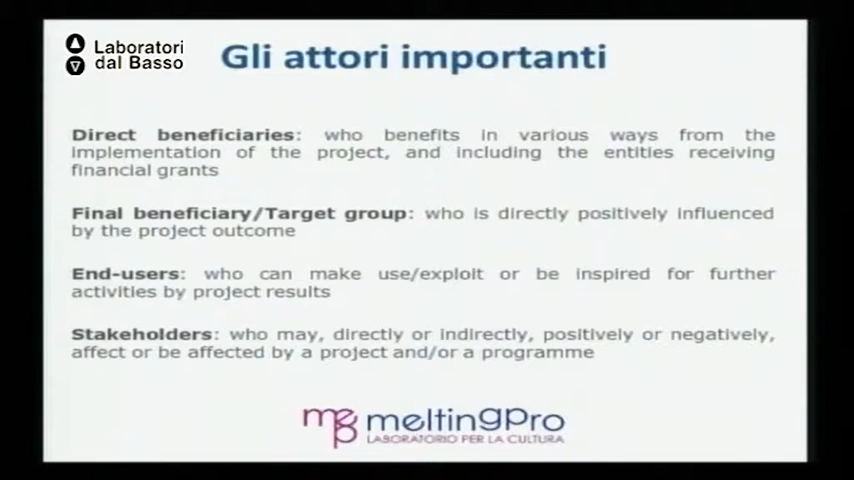 Laboratori
dal Basso
Gli attori importanti
Direct beneficiaries: who benefits in various ways from the
implementation of the project, and including the entities receiving
financial grants
Final beneficiary/Target group: who is directly positively influenced
by the project outcome
End-users: who can make use/exploit or be inspired for further
activities by project results
Stakeholders: who may, directly or indirectly, positively or negatively,
affect or be affected by a project and/or a programme
mep meltingpro
LABORATORIO PER LA CULTURA